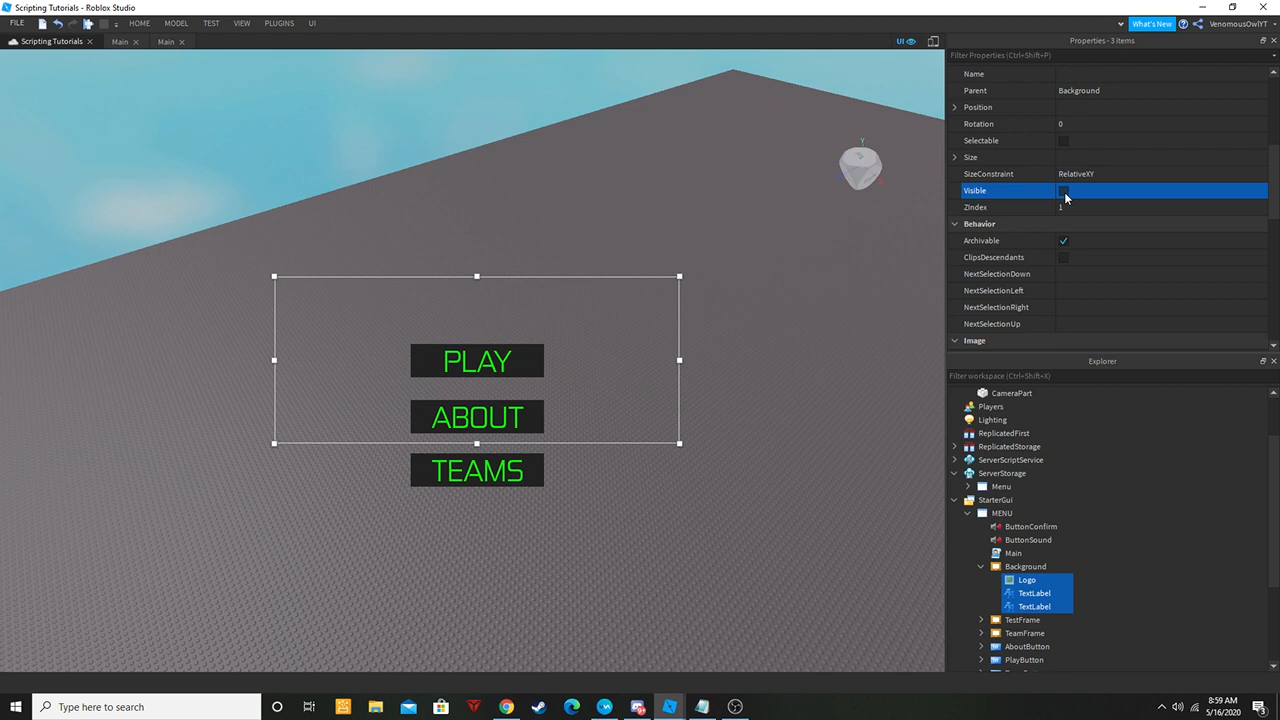 Scripting Tutorials - Roblox Studio
FILE HOME MODEL TEST VIEW PLUGINS UI What's New VenomousOwlYT
Scripting Tutorials Main Main UI
PLAY
ABOUT
TEAMS
Y
Properties - 3 items
Filter Properties (Ctrl+Shift+P)
Name
Parent Background
Position
Rotation 0
Selectable
Size
SizeConstraint RelativeXY
Visible
ZIndex 1
Behavior
Archivable
ClipsDescendants
NextSelectionDown
NextSelectionLeft
NextSelectionRight
NextSelectionUp
Image
Explorer
Filter workspace (Ctrl+Shift+X)
CameraPart
Players
Lighting
ReplicatedFirst
ReplicatedStorage
ServerScriptService
ServerStorage
Menu
StarterGui
MENU
ButtonConfirm
ButtonSound
Main
Background
Logo
TextLabel
TextLabel
TestFrame
TeamFrame
AboutButton
PlayButton
Type here to search
8:59 AM
5/16/2020